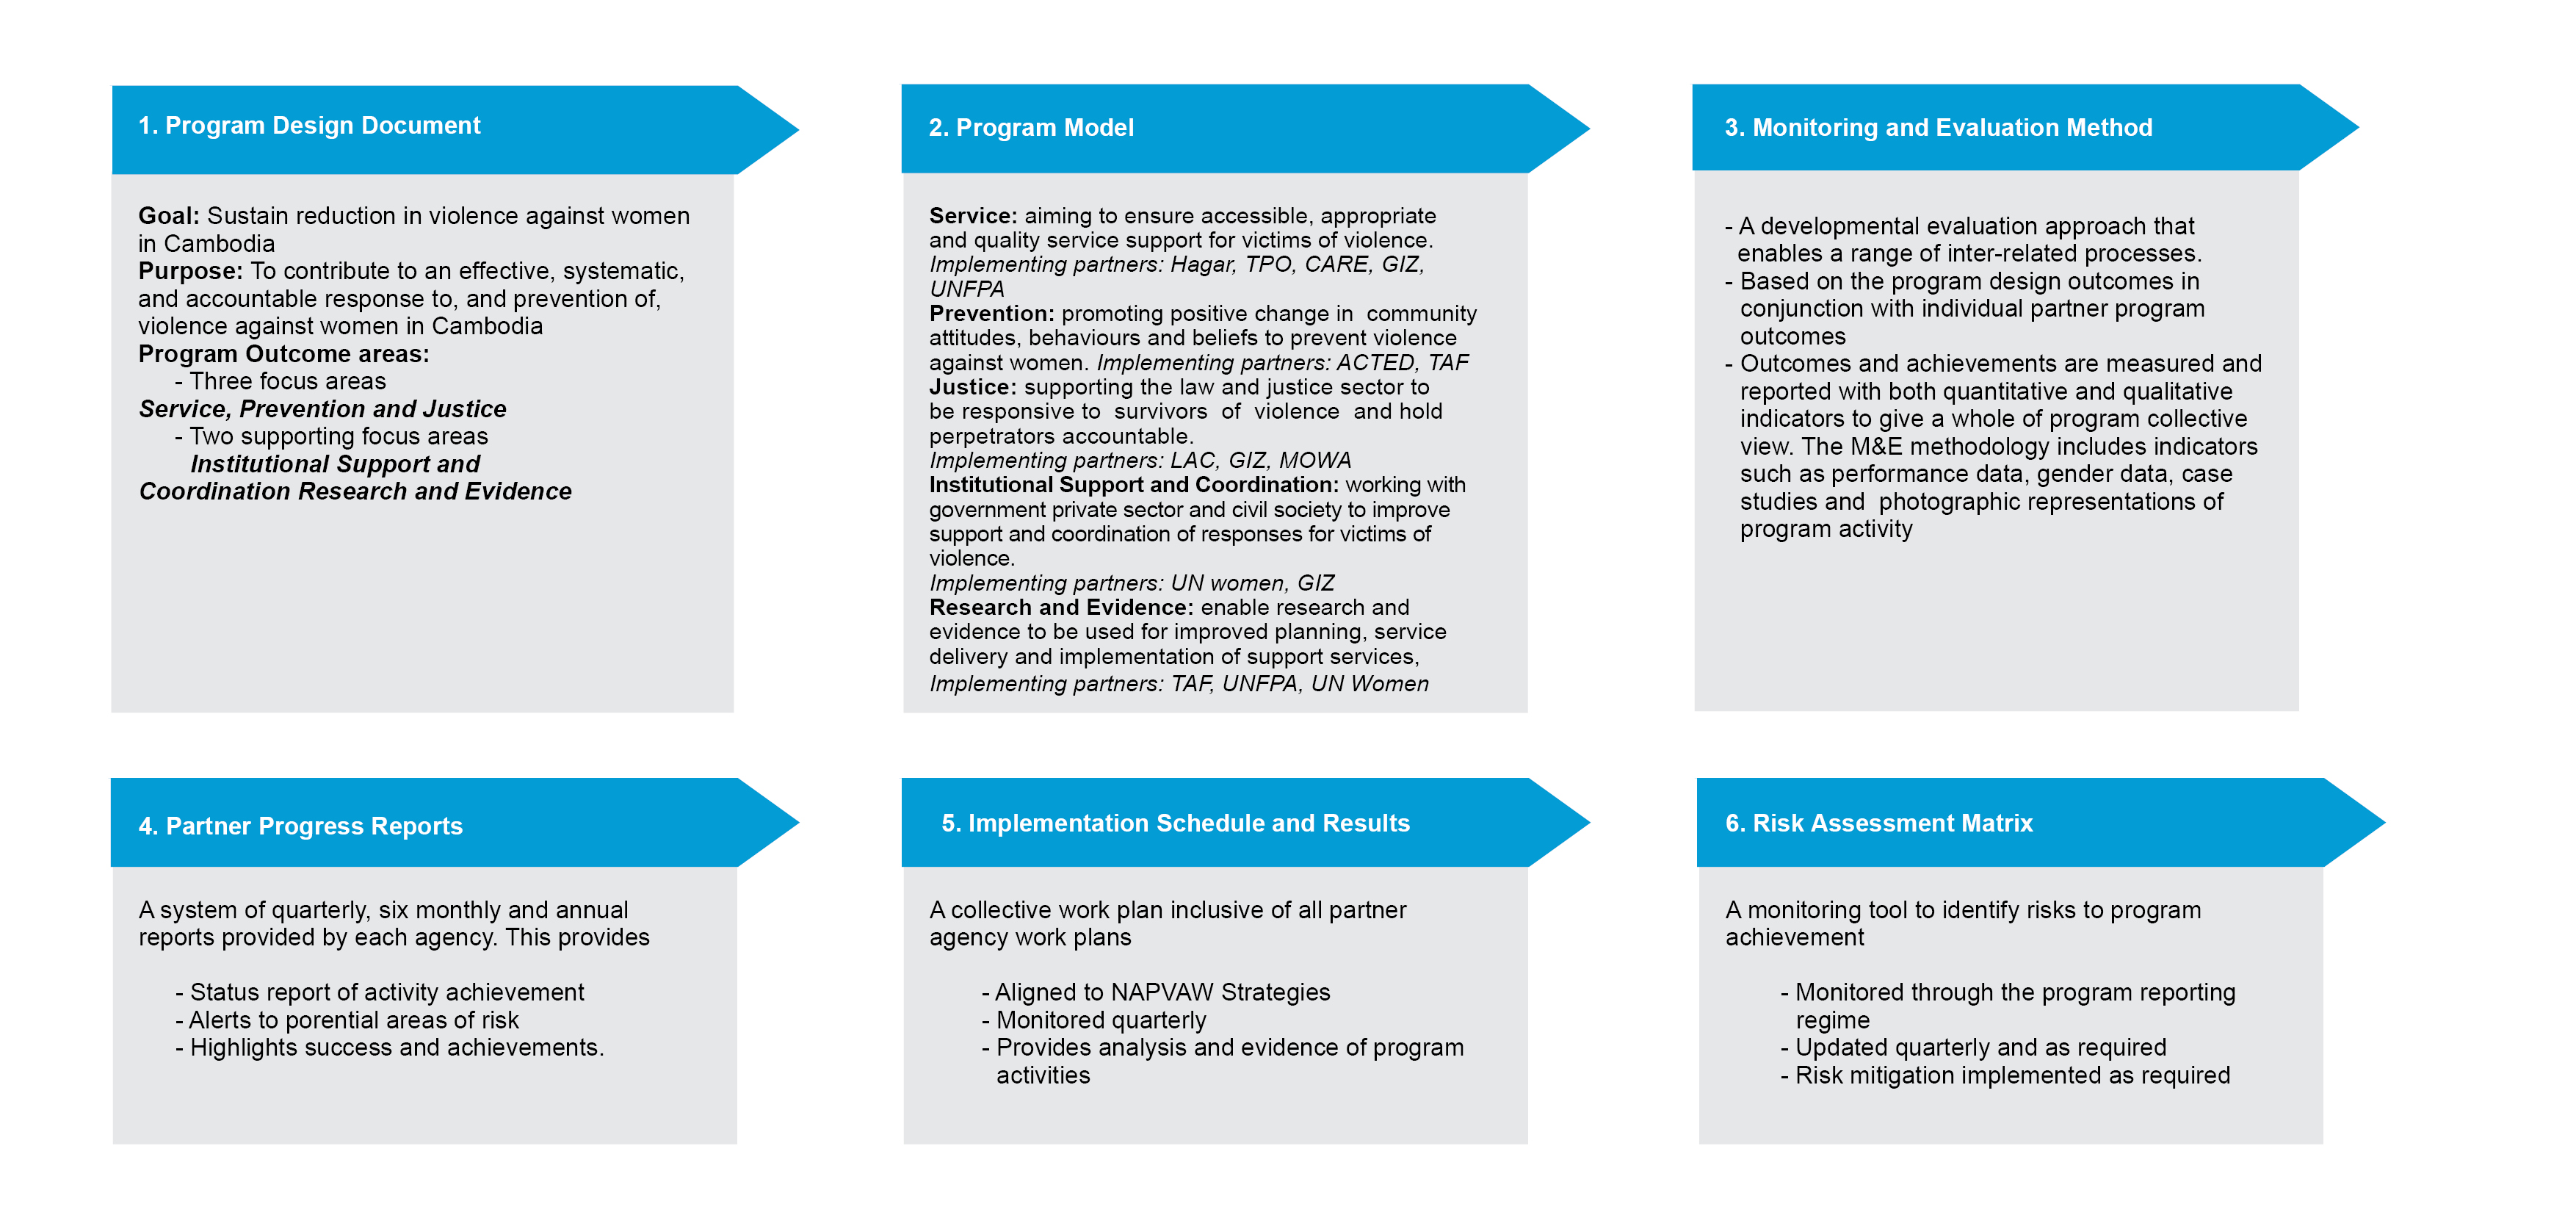 1. Program Design Document
Goal: Sustain reduction in violence against women
in Cambodia
Purpose: To contribute to an effective, systematic,
and accountable response to, and prevention of,
violence against women in Cambodia
Program Outcome areas:
- Three focus areas
Service, Prevention and Justice
- Two supporting focus areas
Institutional Support and
Coordination Research and Evidence
2. Program Model
Service: aiming to ensure accessible, appropriate
and quality service support for victims of violence.
Implementing partners: Hagar, TPO, CARE, GIZ,
UNFPA
Prevention: promoting positive change in community
attitudes, behaviours and beliefs to prevent violence
against women. Implementing partners: ACTED, TAF
Justice: supporting the law and justice sector to
be responsive to survivors of violence and hold
perpetrators accountable.
Implementing partners: LAC, GIZ, MOWA
Institutional Support and Coordination: working with
government private sector and civil society to improve
support and coordination of responses for victims of
violence.
Implementing partners: UN women, GIZ
Research and Evidence: enable research and
evidence to be used for improved planning, service
delivery and implementation of support services,
Implementing partners: TAF, UNFPA, UN Women
3. Monitoring and Evaluation Method
- A developmental evaluation approach that
enables a range of inter-related processes.
- Based on the program design outcomes in
conjunction with individual partner program
outcomes
- Outcomes and achievements are measured and
reported with both quantitative and qualitative
indicators to give a whole of program collective
view. The M&E methodology includes indicators
such as performance data, gender data, case
studies and photographic representations of
program activity
4. Partner Progress Reports
A system of quarterly, six monthly and annual
reports provided by each agency. This provides
- Status report of activity achievement
- Alerts to porential areas of risk
- Highlights success and achievements.
5. Implementation Schedule and Results
A collective work plan inclusive of all partner
agency work plans
- Aligned to NAPVAW Strategies
- Monitored quarterly
- Provides analysis and evidence of program
activities
6. Risk Assessment Matrix
A monitoring tool to identify risks to program
achievement
- Monitored through the program reporting
regime
- Updated quarterly and as required
- Risk mitigation implemented as required